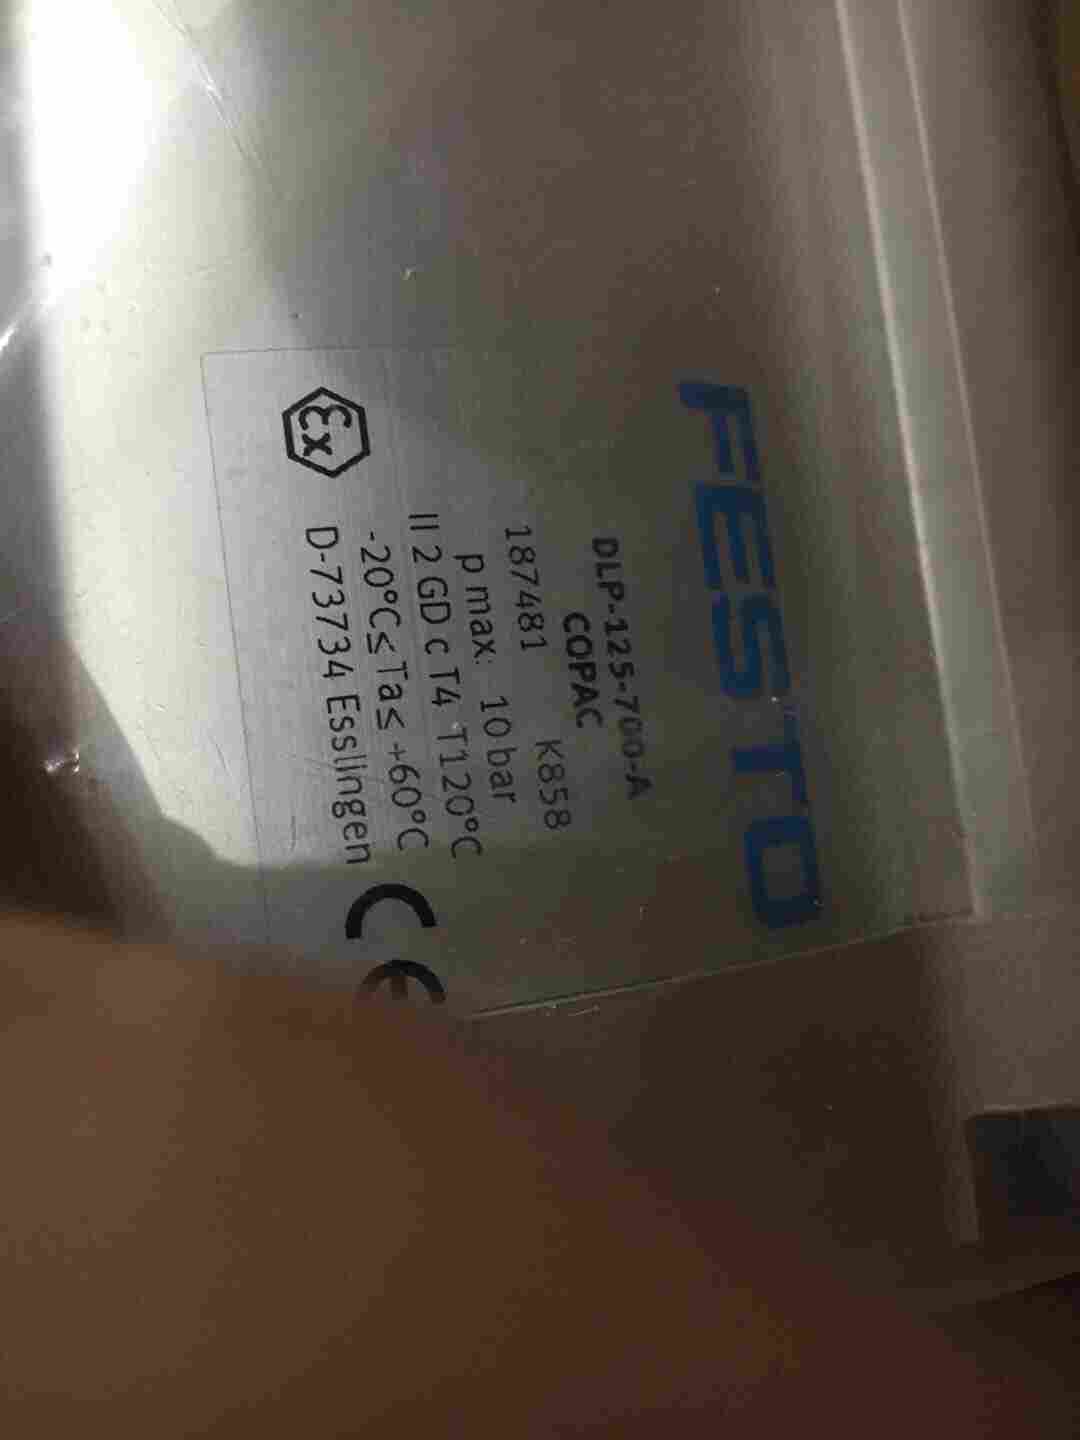 FESTO
DLP-125-700-A
COPAC
187481 K858
p max: 10 bar
II 2 GD c T4 T120°C
-20°C≤Ta≤+60°C
Ex D-73734 Esslingen CE